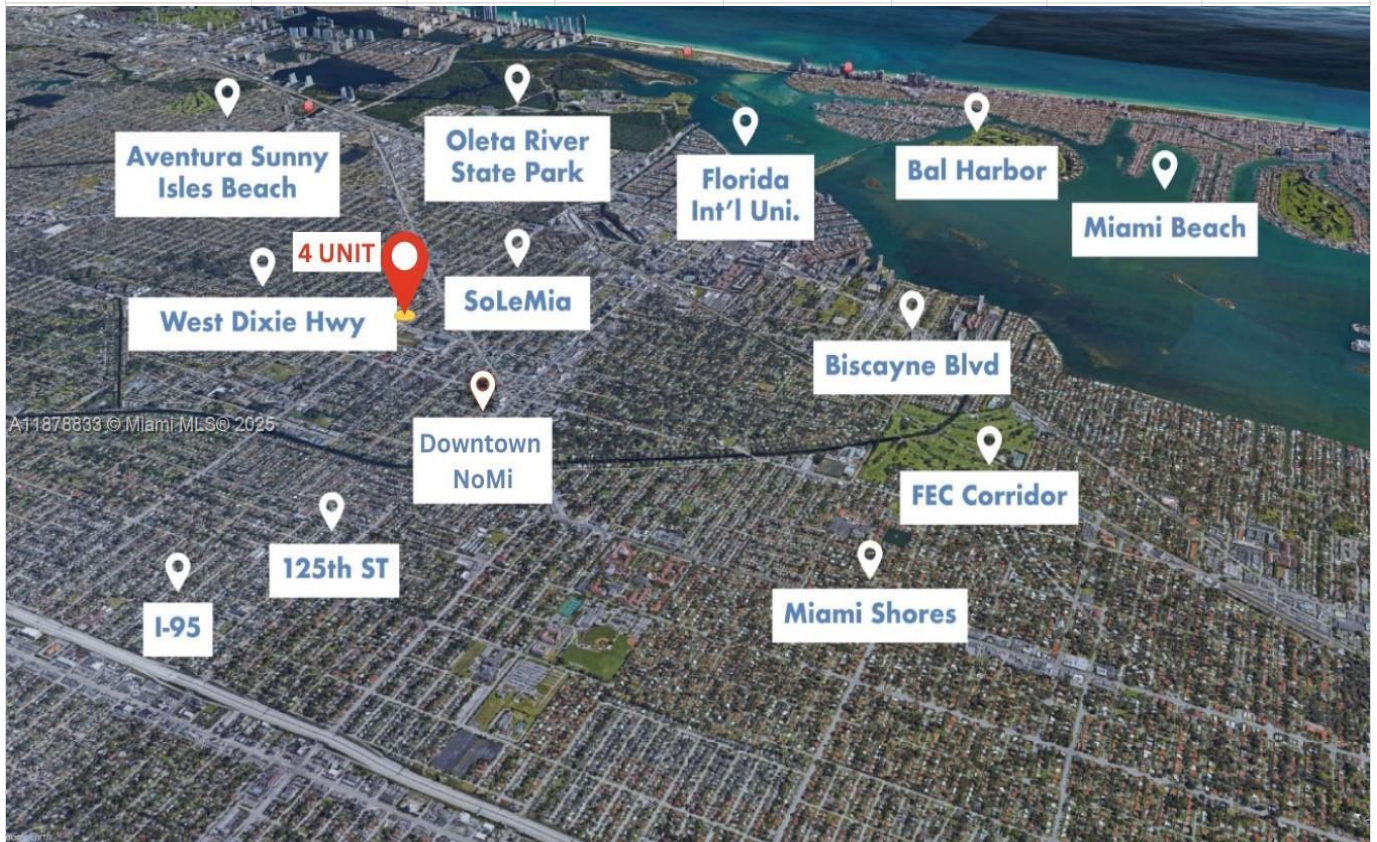 Aventura Sunny
Isles Beach
Oleta River
State Park
Florida
Int'l Uni.
Bal Harbor
Miami Beach
4 UNIT
West Dixie Hwy
SoLeMia
Biscayne Blvd
A11878833 © Miami MLS® 2025
Downtown
NoMi
FEC Corridor
125th ST
I-95
Miami Shores